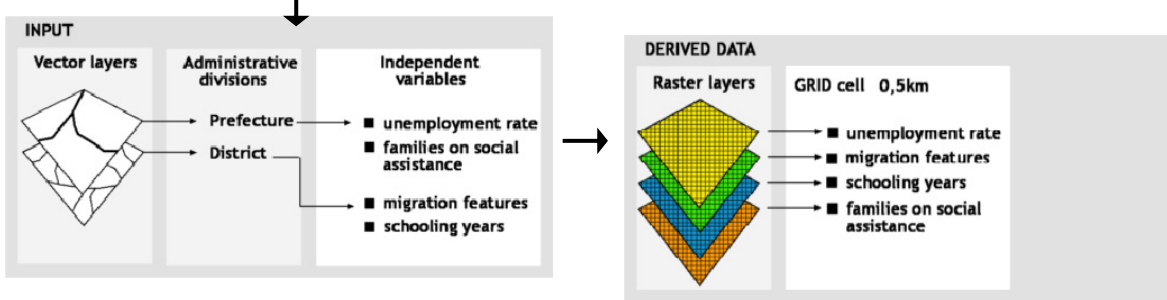 INPUT
Vector layers
Administrative
divisions
Independent
variables
Prefecture
District
■ unemployment rate
■ families on social
assistance
■ migration features
■ schooling years
DERIVED DATA
Raster layers
GRID cell 0,5km
■ unemployment rate
■ migration features
■ schooling years
■ families on social
assistance